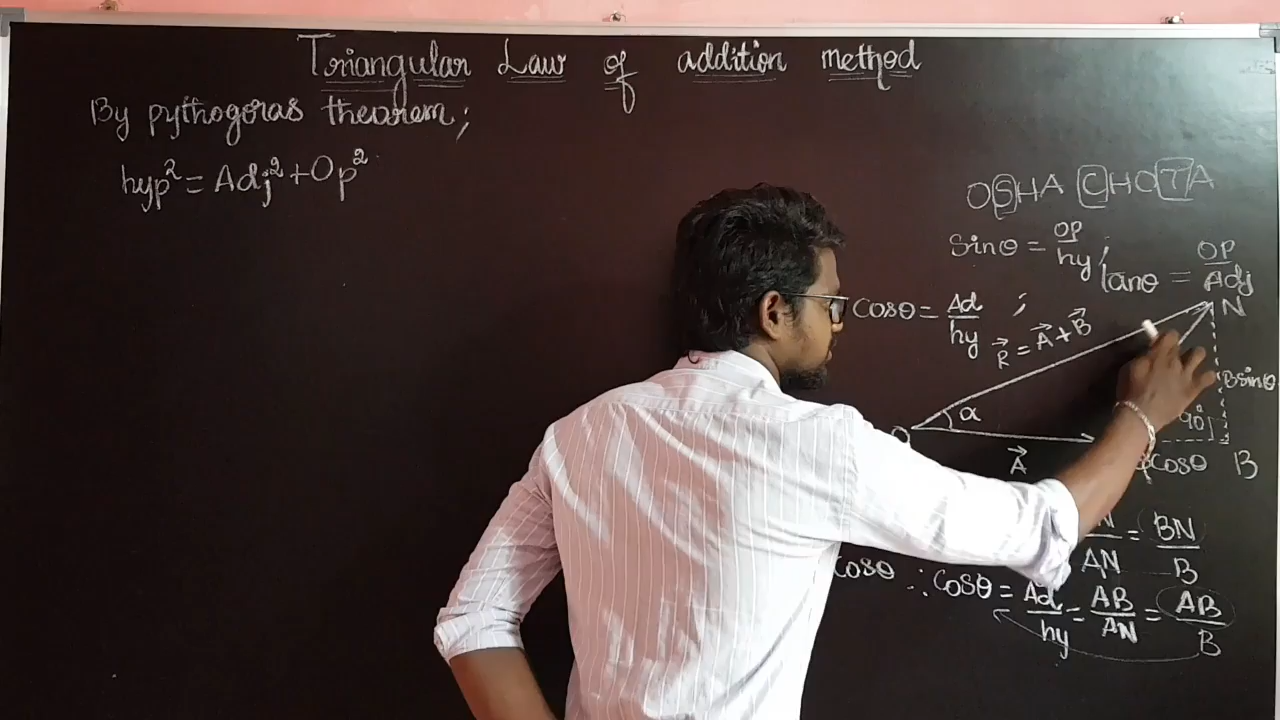 Triangular Law of addition method
By pythogoras theorem;
hyp² = Adj² + Op²
OSHA CHOTA
Sinθ = OP/hy ;
Tanθ = OP/Adj
Cosθ = Ad/hy ;
N
R⃗ = A⃗ + B⃗
Bsinθ
α
90°
O
A⃗
Cosθ B
= BN/B
AN
Cosθ ∴ Cosθ = Ad/hy = AB/AN = AB/B